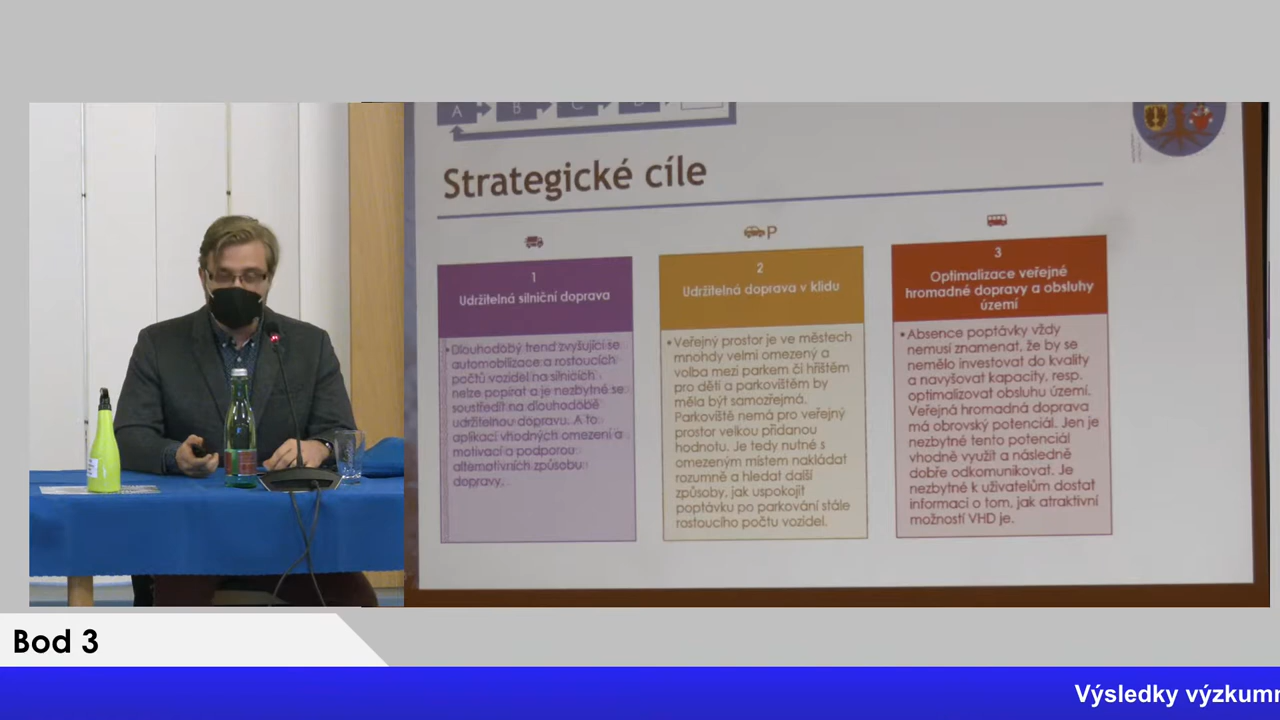 A B C D
Strategické cíle
P
1
Udržitelná silniční doprava
Dlouhodobý trend zvyšující se
automobilizace a rostoucích
počtů vozidel na silnicích
nelze popírat a je nezbytné se
soustředit na dlouhodobě
udržitelnou dopravu. A to
aplikací vhodných omezení a
motivací a podporou
alternativních způsobu
dopravy.
2
Udržitelná doprava v klidu
•Veřejný prostor je ve městech
mnohdy velmi omezený a
volba mezi parkem či hřištěm
pro děti a parkovištěm by
měla být samozřejmá.
Parkoviště nemá pro veřejný
prostor velkou přidanou
hodnotu. Je tedy nutné s
omezeným místem nakládat
rozumně a hledat další
způsoby, jak uspokojit
poptávku po parkování stále
rostoucího počtu vozidel.
3
Optimalizace veřejné
hromadné dopravy a obsluhy
území
•Absence poptávky vždy
nemusí znamenat, že by se
nemělo investovat do kvality
a navyšovat kapacity, resp.
optimalizovat obsluhu území.
Veřejná hromadná doprava
má obrovský potenciál. Jen je
nezbytné tento potenciál
vhodně využít a následně
dobře odkomunikovat. Je
nezbytné k uživatelům dostat
informaci o tom, jak atraktivní
možností VHD je.
Bod 3
Výsledky výzkumn